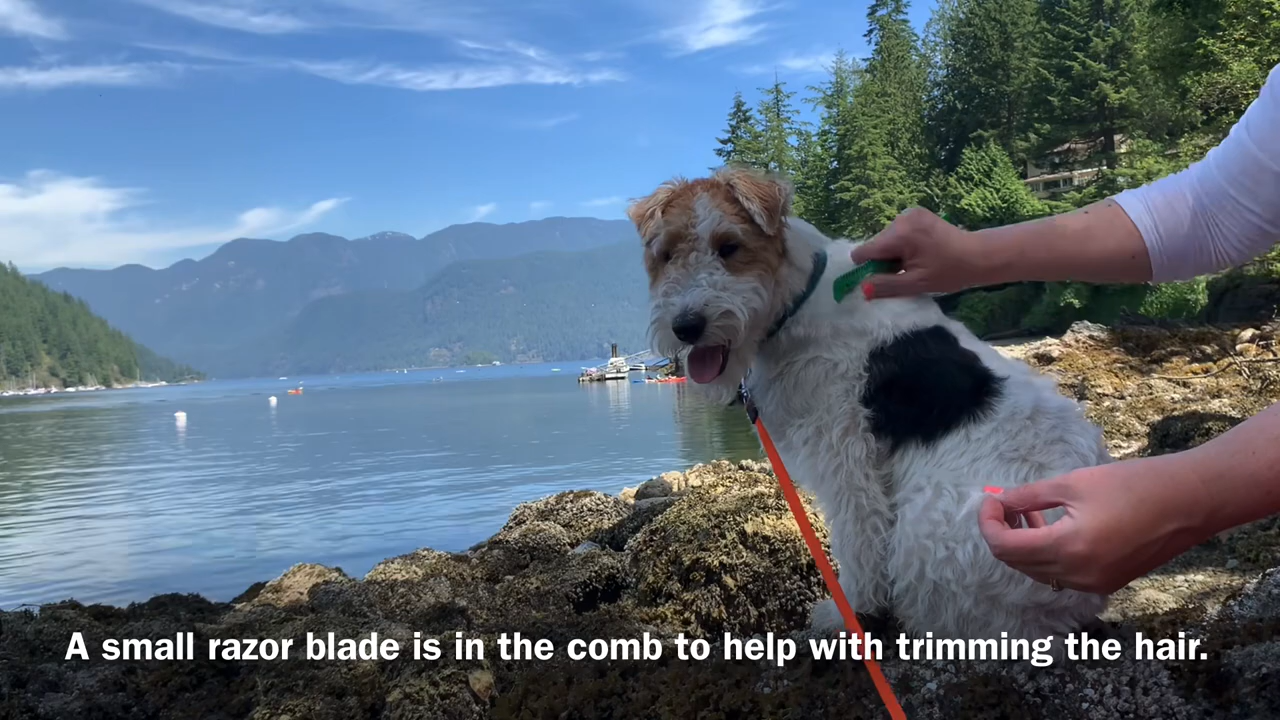 A small razor blade is in the comb to help with trimming the hair.